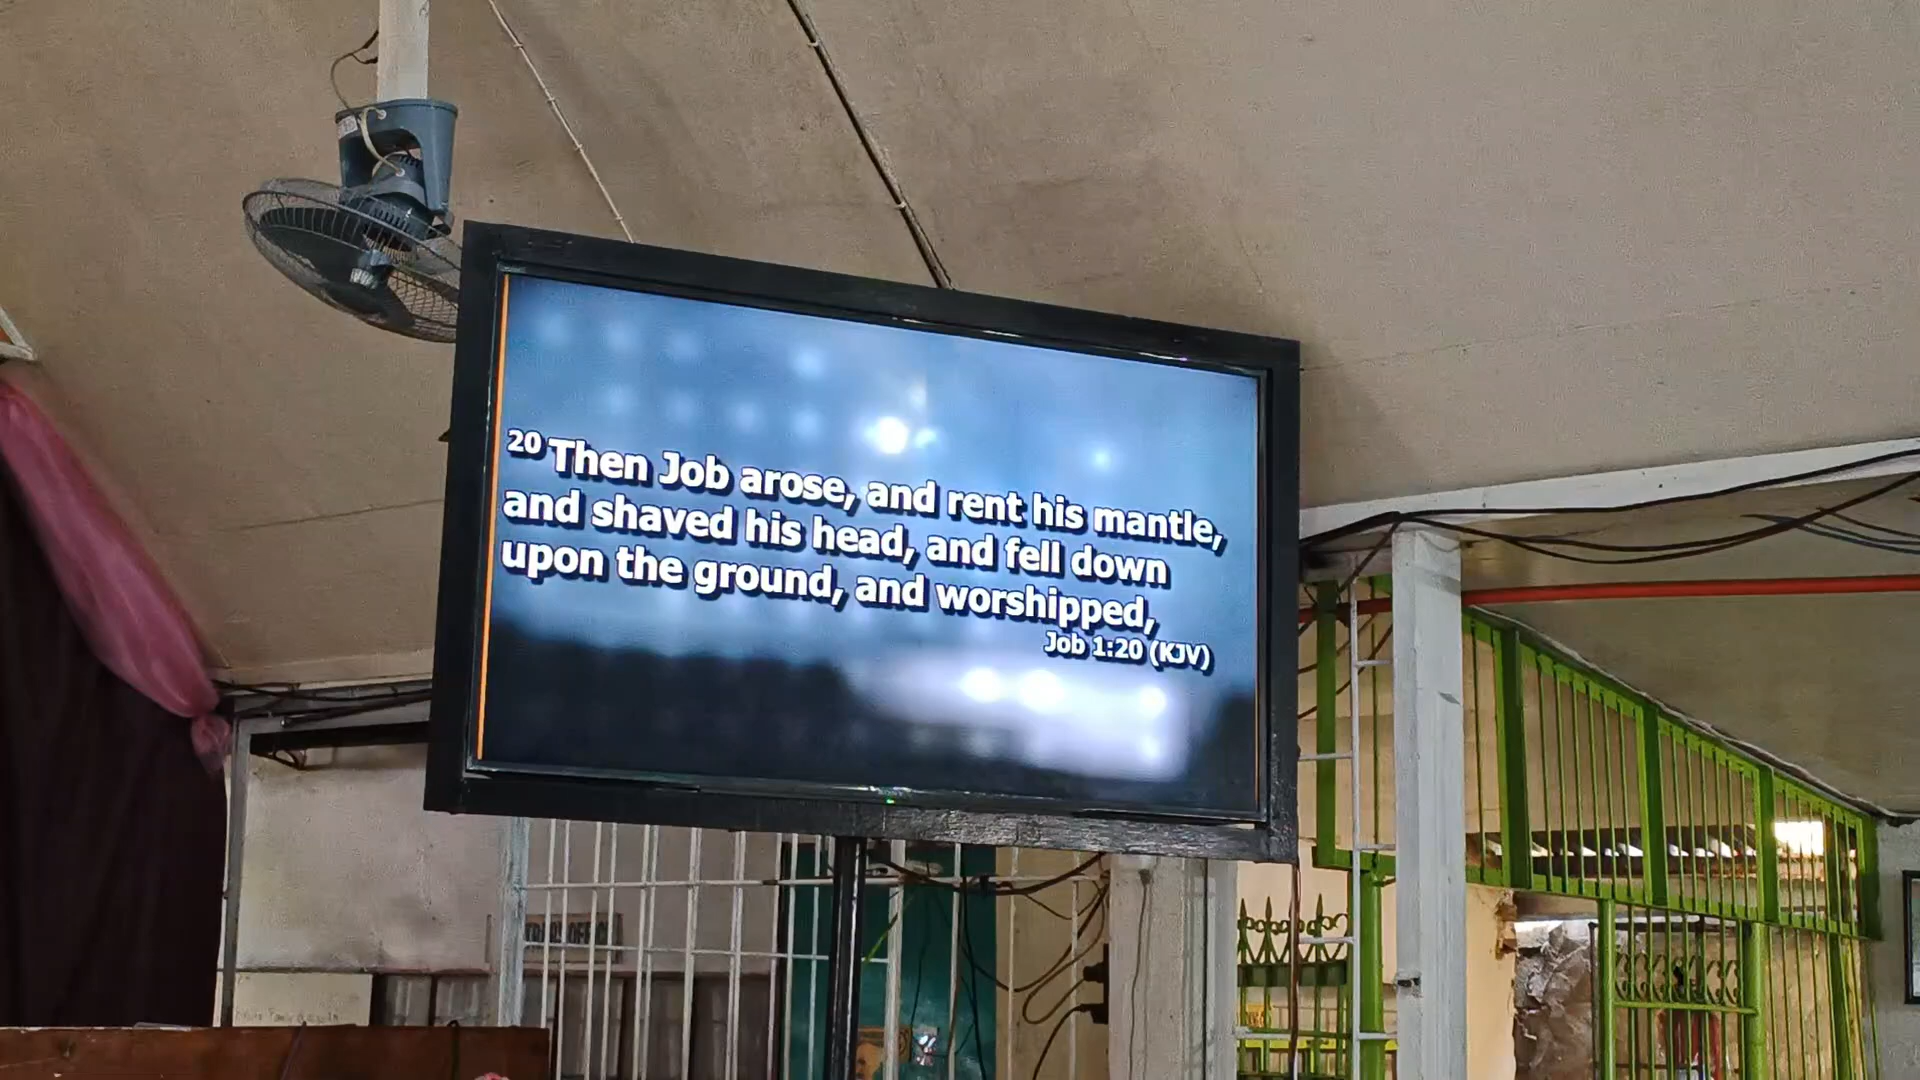 20 Then Job arose, and rent his mantle,
and shaved his head, and fell down
upon the ground, and worshipped,
Job 1:20 (KJV)